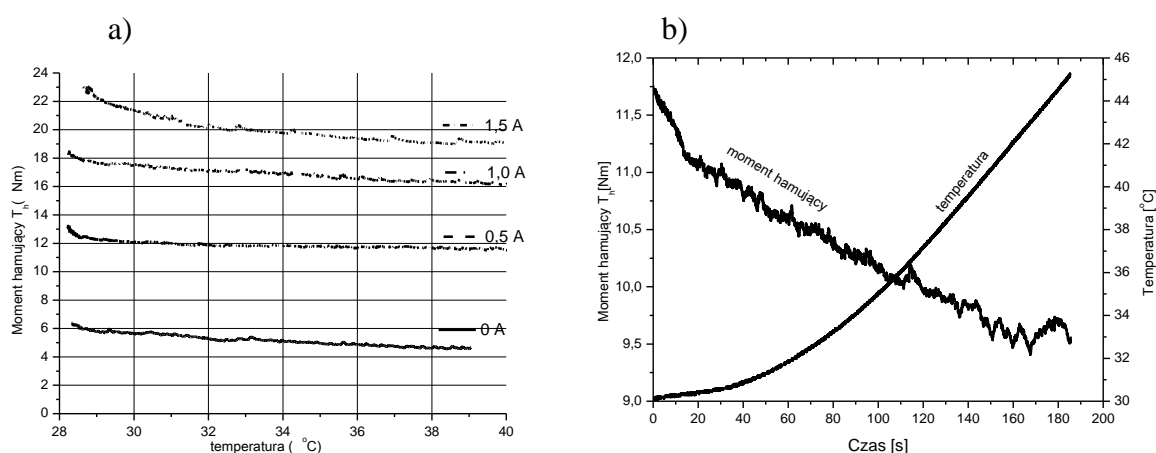 a)
Moment hamujący T_h( Nm)
24
22
20
18
16
14
12
10
8
6
4
2
0
1,5 A
1,0 A
0.5 A
0 A
28 30 32 34 36 38 40
temperatura ( °C)
b)
Moment hamujący T_h[Nm]
12,0
11,5
11,0
10,5
10,0
9,5
9,0
moment hamujący
temperatura
46
44
42
40
38
36
34
32
30
Temperatura [°C]
0 20 40 60 80 100 120 140 160 180 200
Czas [s]